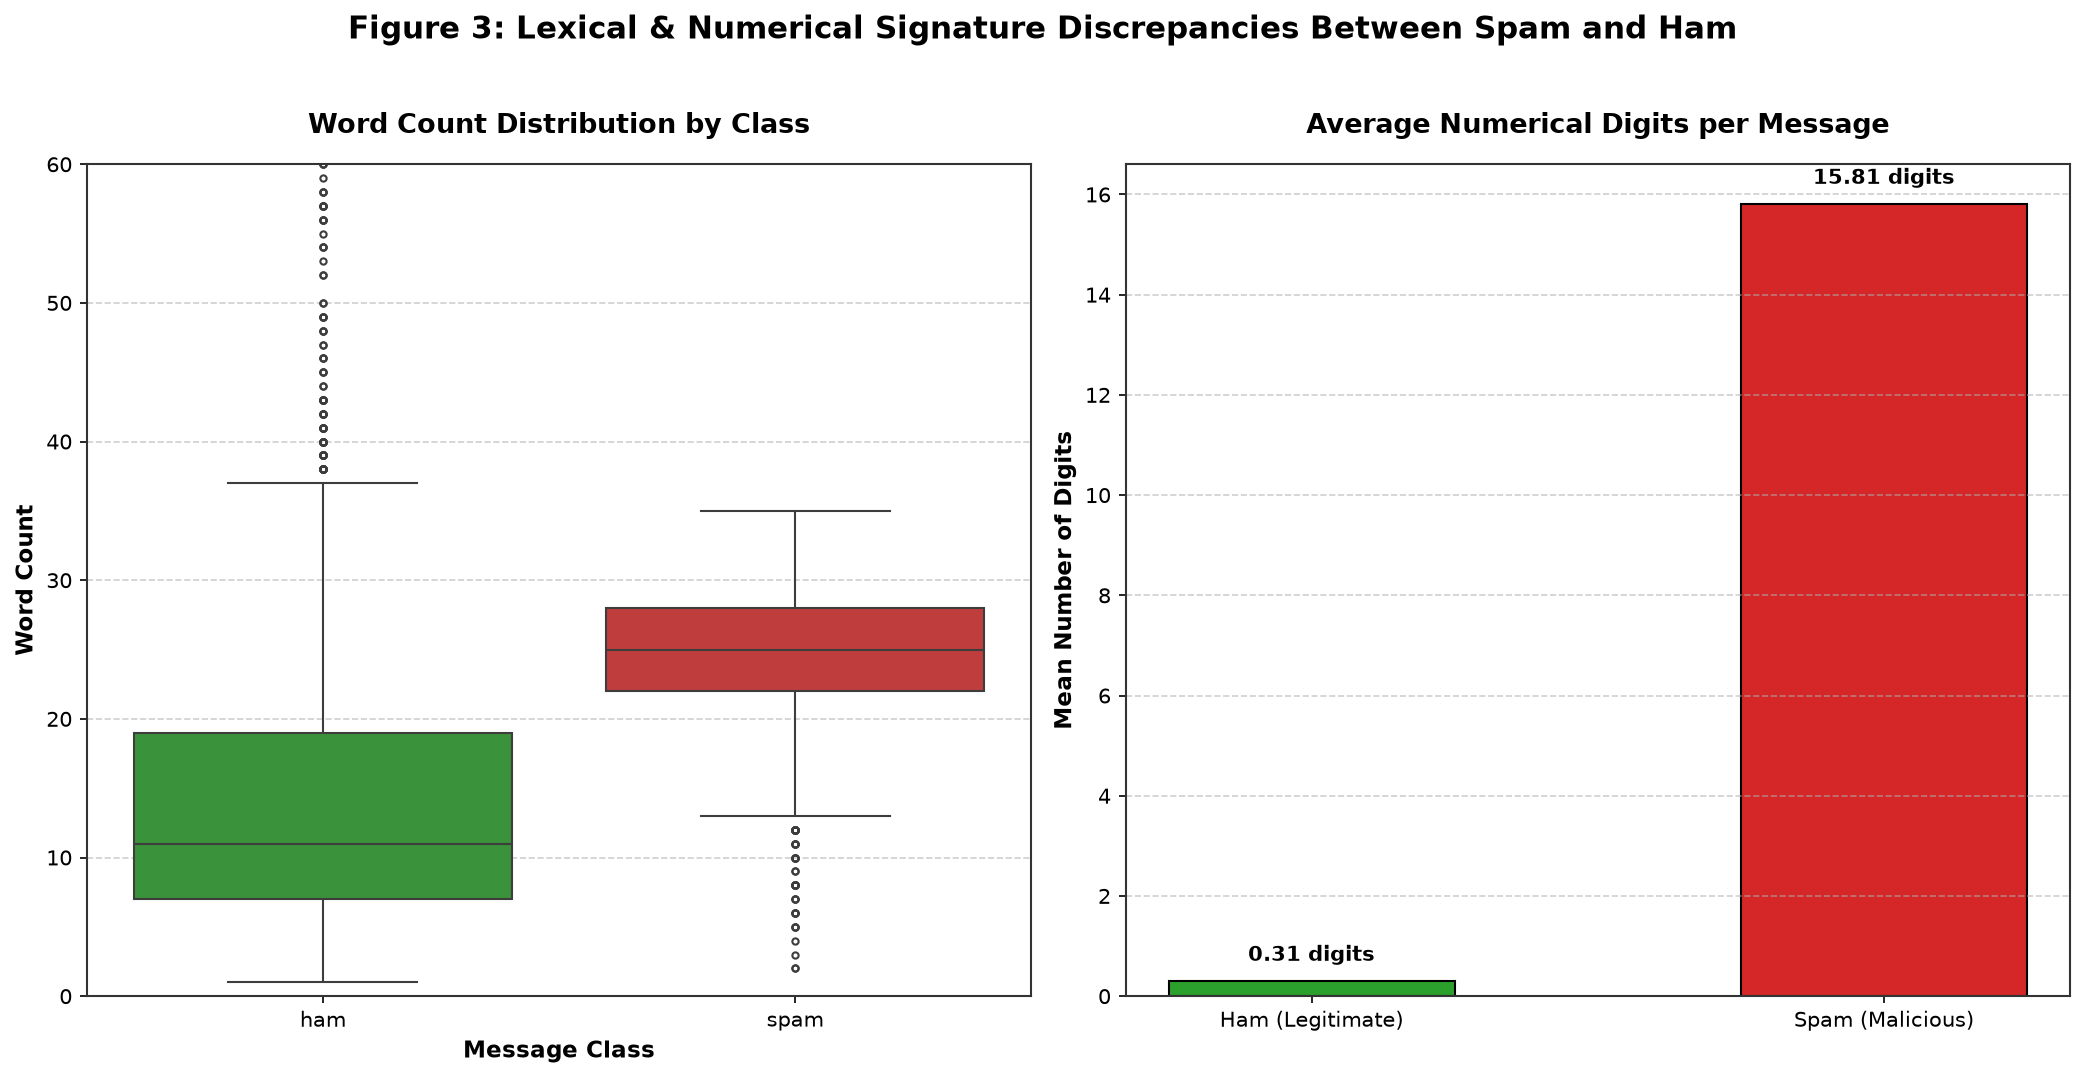 Figure 3: Lexical & Numerical Signature Discrepancies Between Spam and Ham
Word Count Distribution by Class
Word Count
60
50
40
30
20
10
0
ham
spam
Message Class
Average Numerical Digits per Message
Mean Number of Digits
16
14
12
10
8
6
4
2
0
15.81 digits
0.31 digits
Ham (Legitimate)
Spam (Malicious)